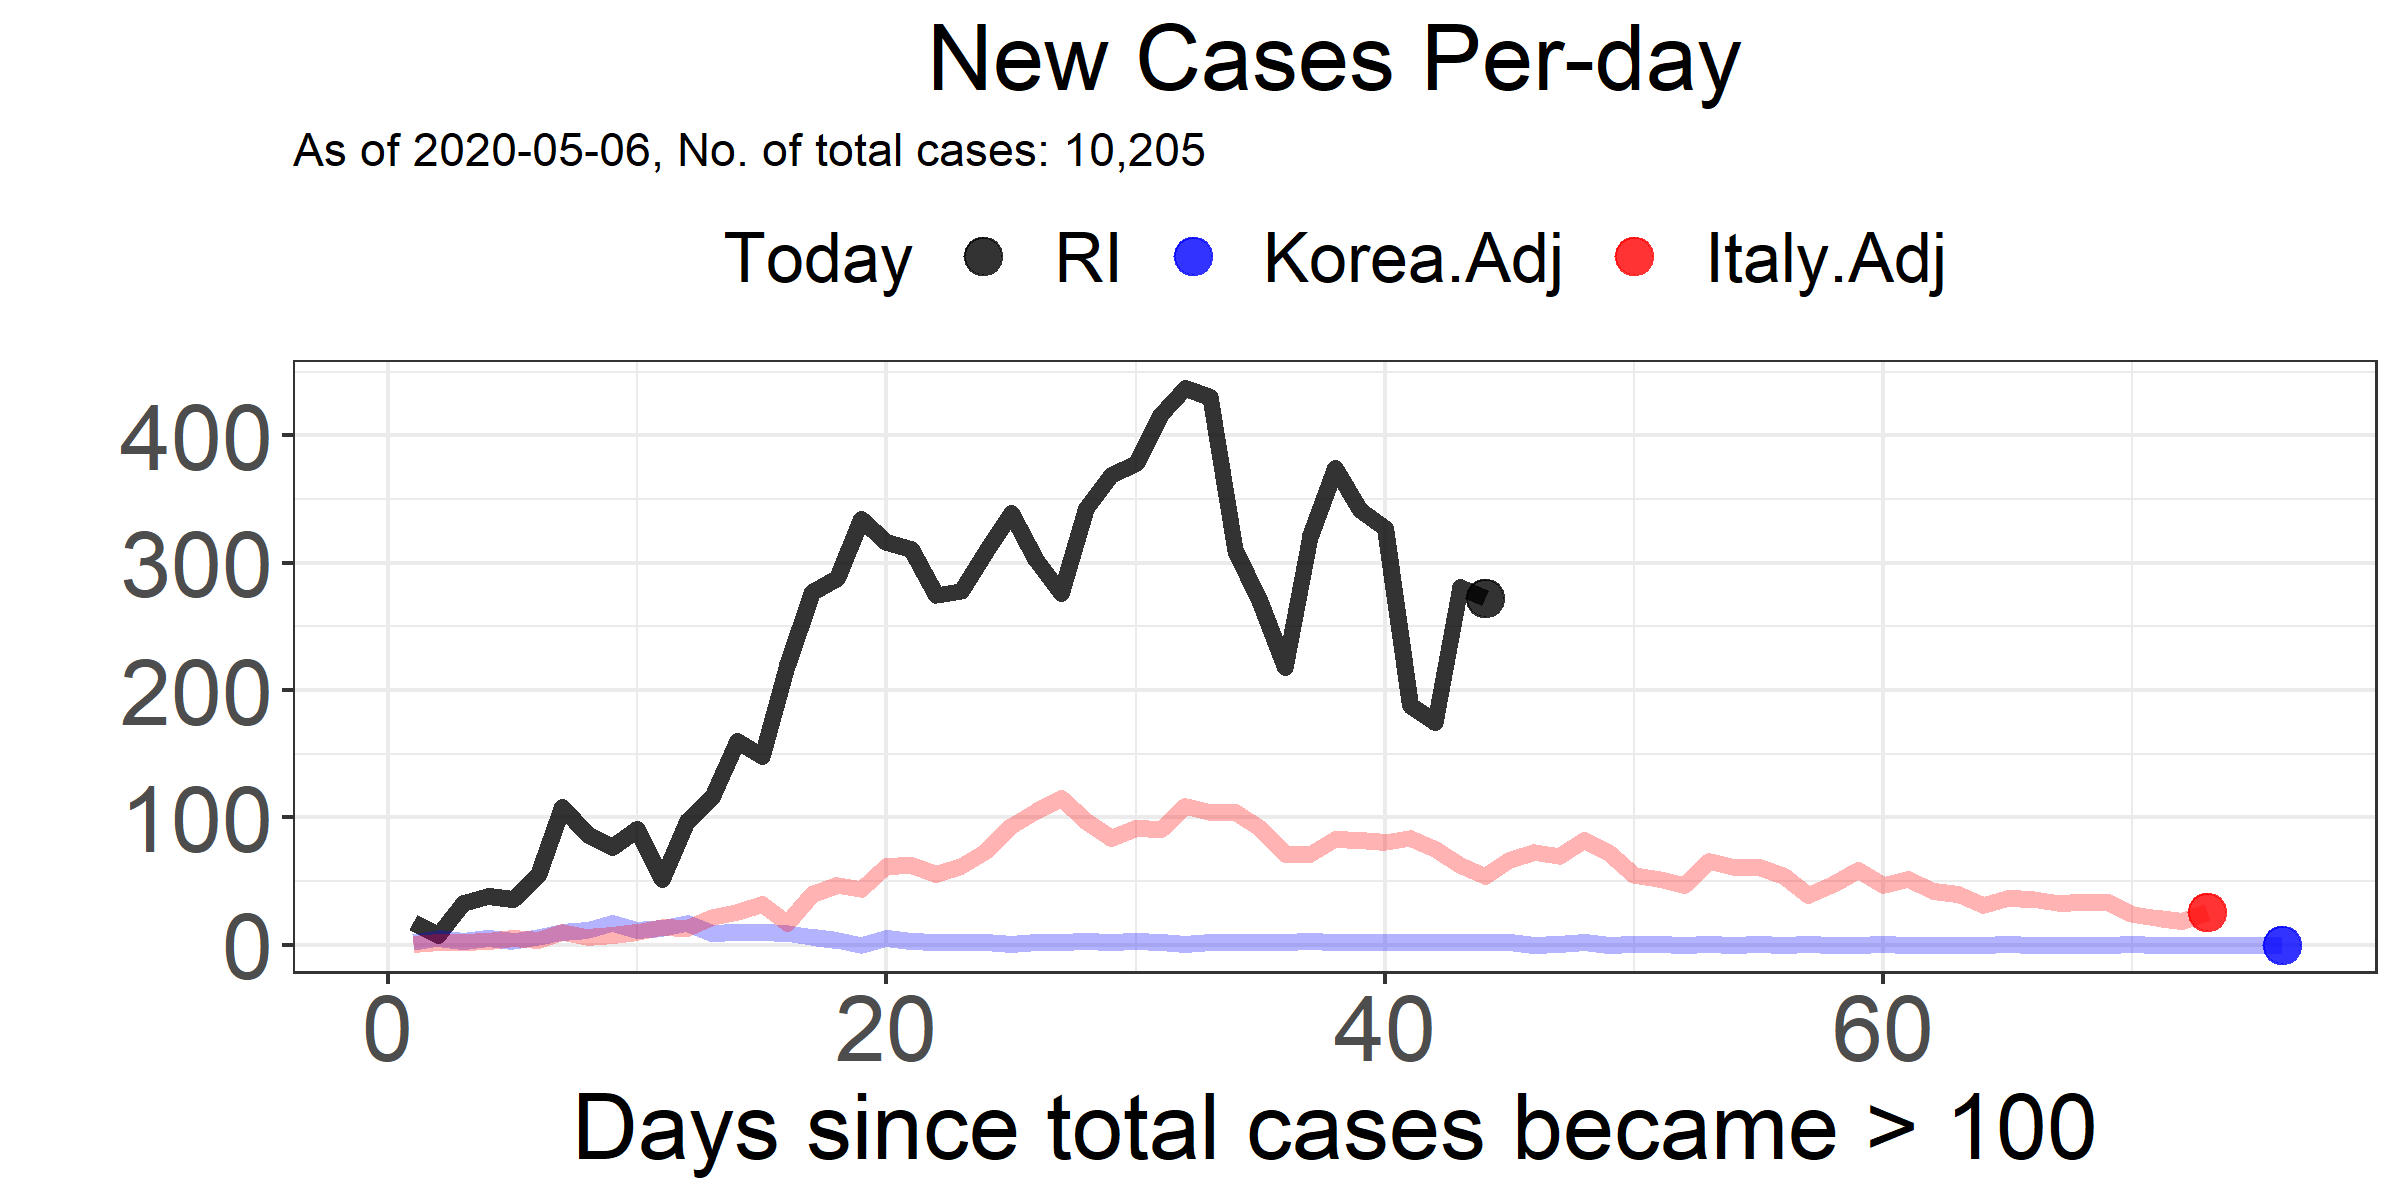 New Cases Per-day
As of 2020-05-06, No. of total cases: 10,205
Today RI Korea.Adj Italy.Adj
400
300
200
100
0
0 20 40 60
Days since total cases became > 100